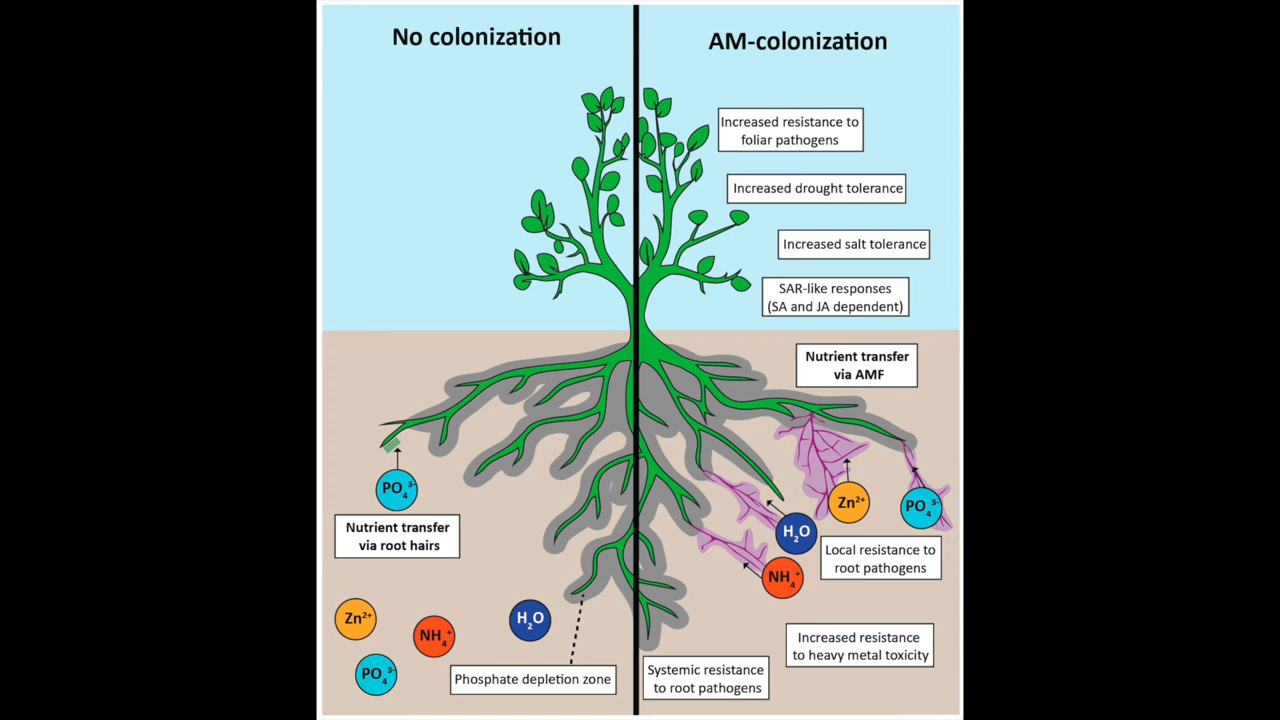 No colonization
AM-colonization
Increased resistance to
foliar pathogens
Increased drought tolerance
Increased salt tolerance
SAR-like responses
(SA and JA dependent)
Nutrient transfer
via AMF
PO₄³⁻
Nutrient transfer
via root hairs
Zn²⁺
PO₄³⁻
H₂O
Local resistance to
root pathogens
NH₄⁺
Zn²⁺
NH₄⁺
H₂O
PO₄³⁻
Phosphate depletion zone
Increased resistance
to heavy metal toxicity
Systemic resistance
to root pathogens